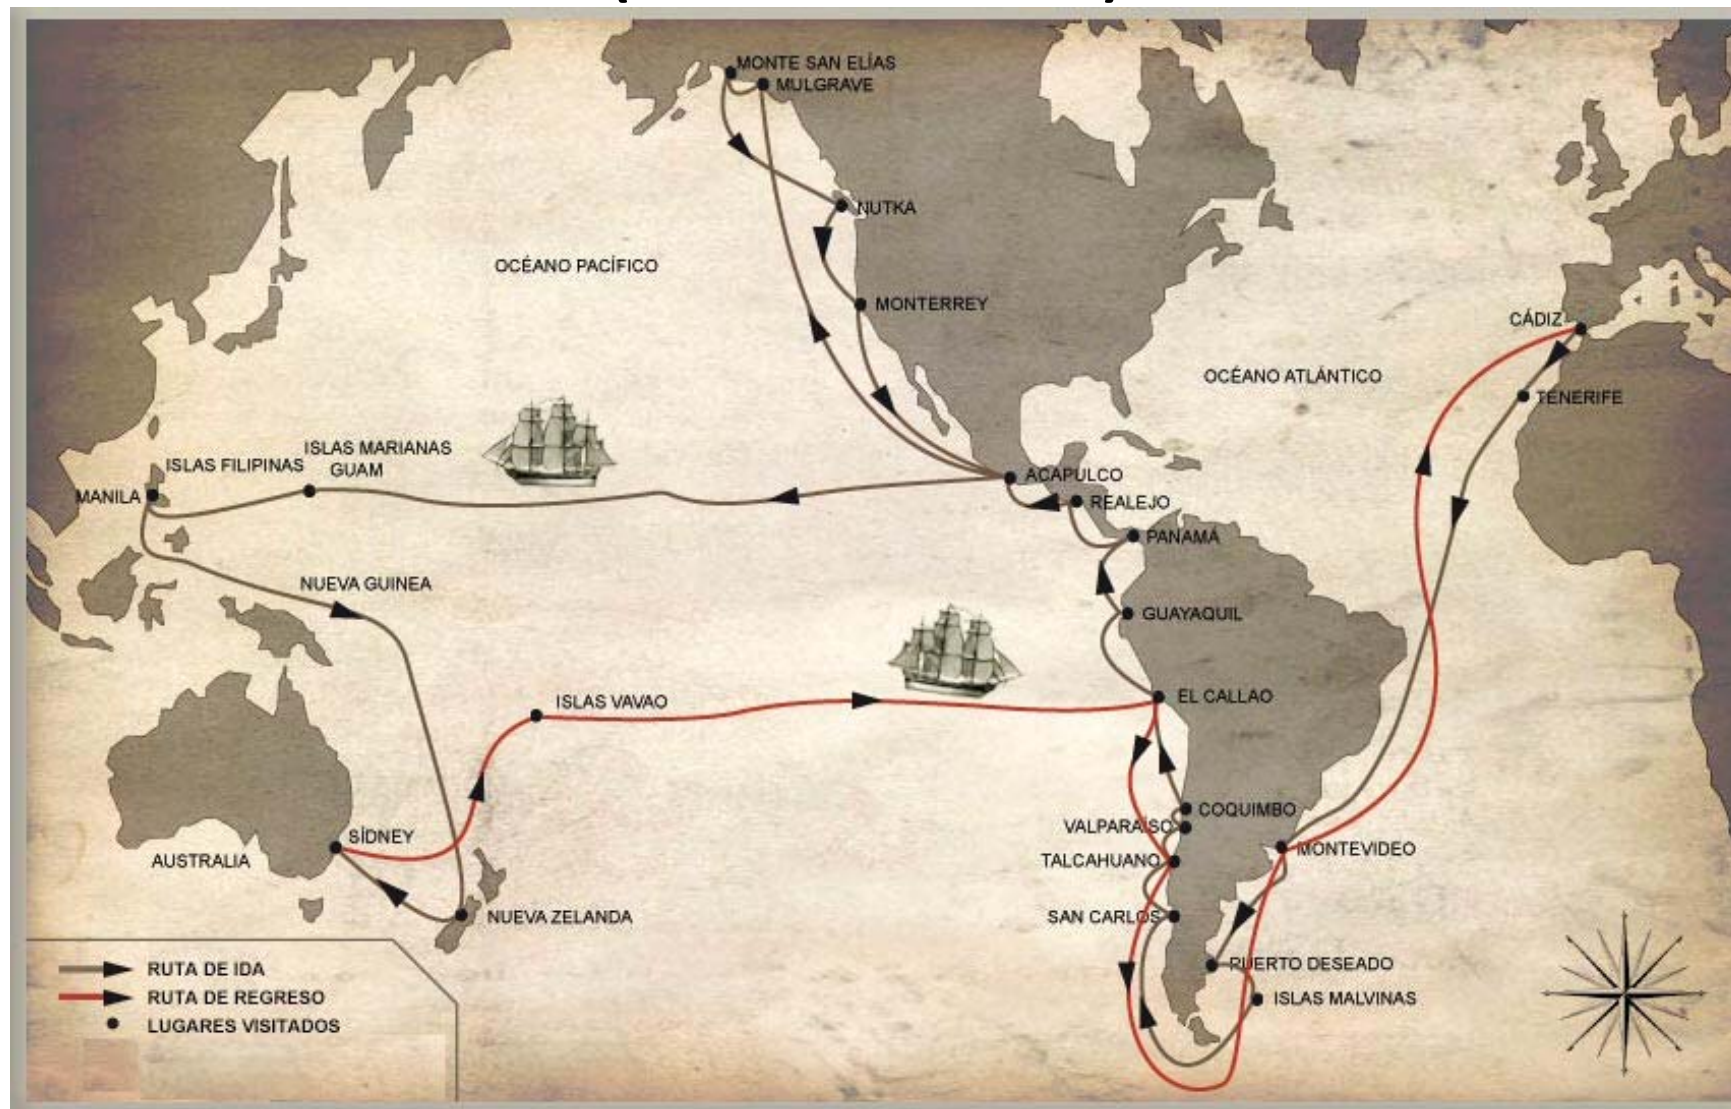 MONTE SAN ELÍAS
MULGRAVE
NUTKA
OCÉANO PACÍFICO
MONTERREY
CÁDIZ
OCÉANO ATLÁNTICO
TENERIFE
ISLAS MARIANAS
GUAM
ISLAS FILIPINAS
MANILA
ACAPULCO
REALEJO
PANAMÁ
NUEVA GUINEA
GUAYAQUIL
ISLAS VAVAO
EL CALLAO
COQUIMBO
VALPARAÍSO
SÍDNEY
MONTEVIDEO
AUSTRALIA
TALCAHUANO
NUEVA ZELANDA
SAN CARLOS
PUERTO DESEADO
ISLAS MALVINAS
RUTA DE IDA
RUTA DE REGRESO
LUGARES VISITADOS